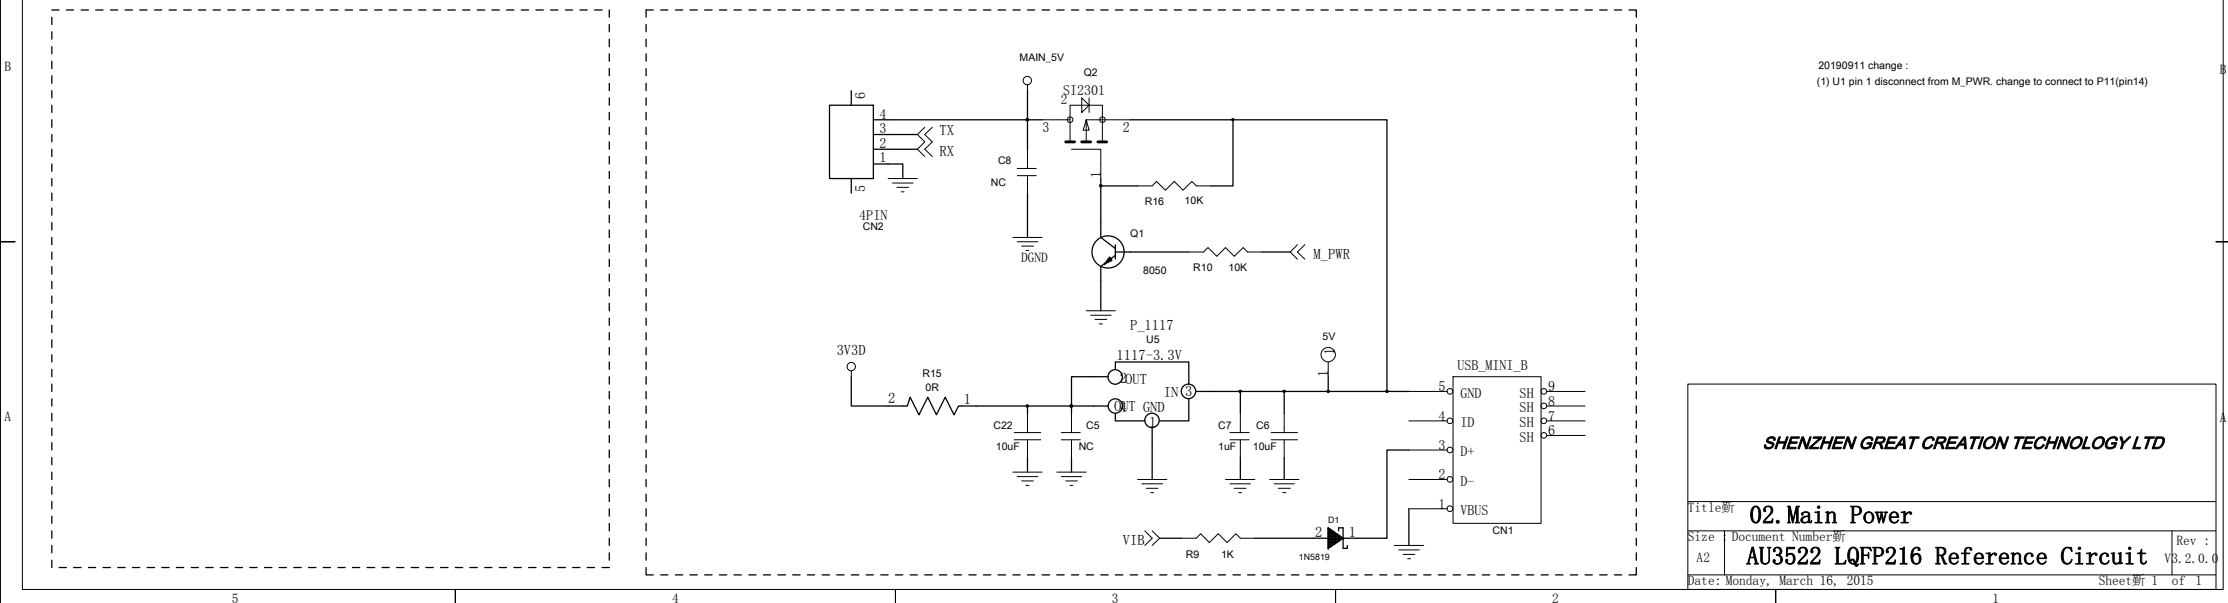 B
MAIN_5V
Q2
SI2301
2
3
2
6
4
3
2
1
5
TX
RX
4PIN
CN2
C8
NC
DGND
1
R16
10K
Q1
8050
R10
10K
M_PWR
20190911 change :
(1) U1 pin 1 disconnect from M_PWR. change to connect to P11(pin14)
B
A
3V3D
R15
0R
2
1
P_1117
U5
1117-3.3V
OUT
OUT
GND
IN
3
1
C22
10uF
C5
NC
C7
1uF
C6
10uF
5V
1
1
USB_MINI_B
5
GND
4
ID
3
D+
2
D-
1
VBUS
SH
9
SH
8
SH
7
SH
6
CN1
VIB
R9
1K
2
D1
1
1N5819
A
SHENZHEN GREAT CREATION TECHNOLOGY LTD
Title
02.Main Power
Size :
Document Number
A2
AU3522 LQFP216 Reference Circuit
Rev :
V3.2.0.0
Date: Monday, March 16, 2015
Sheet 1 of 1
5
4
3
2
1